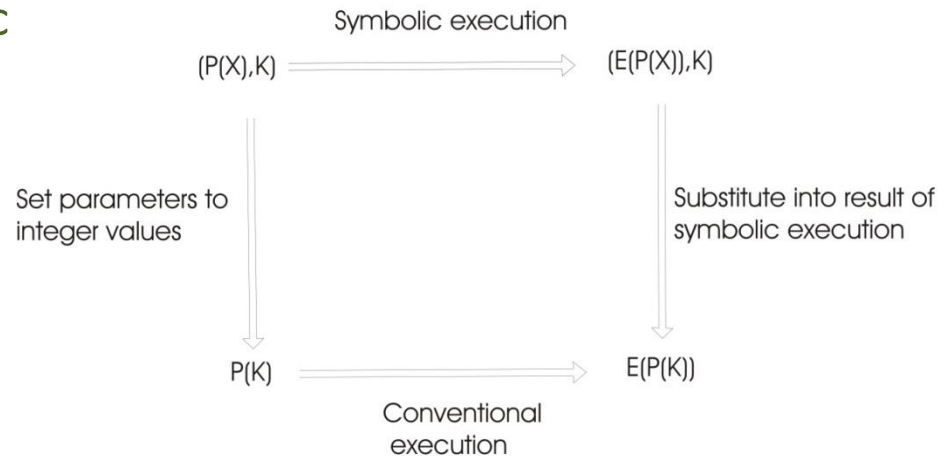 C
Symbolic execution
(P(X),K)
(E(P(X)),K)
Set parameters to
integer values
Substitute into result of
symbolic execution
P(K)
E(P(K))
Conventional
execution